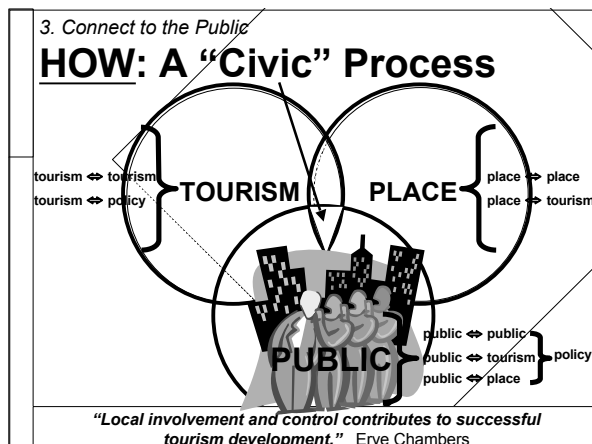 3. Connect to the Public
HOW: A “Civic” Process
tourism ⇔ tourism
tourism ⇔ policy
TOURISM
PLACE
place ⇔ place
place ⇔ tourism
PUBLIC
public ⇔ public
public ⇔ tourism
public ⇔ place
policy
“Local involvement and control contributes to successful
tourism development.” Erve Chambers